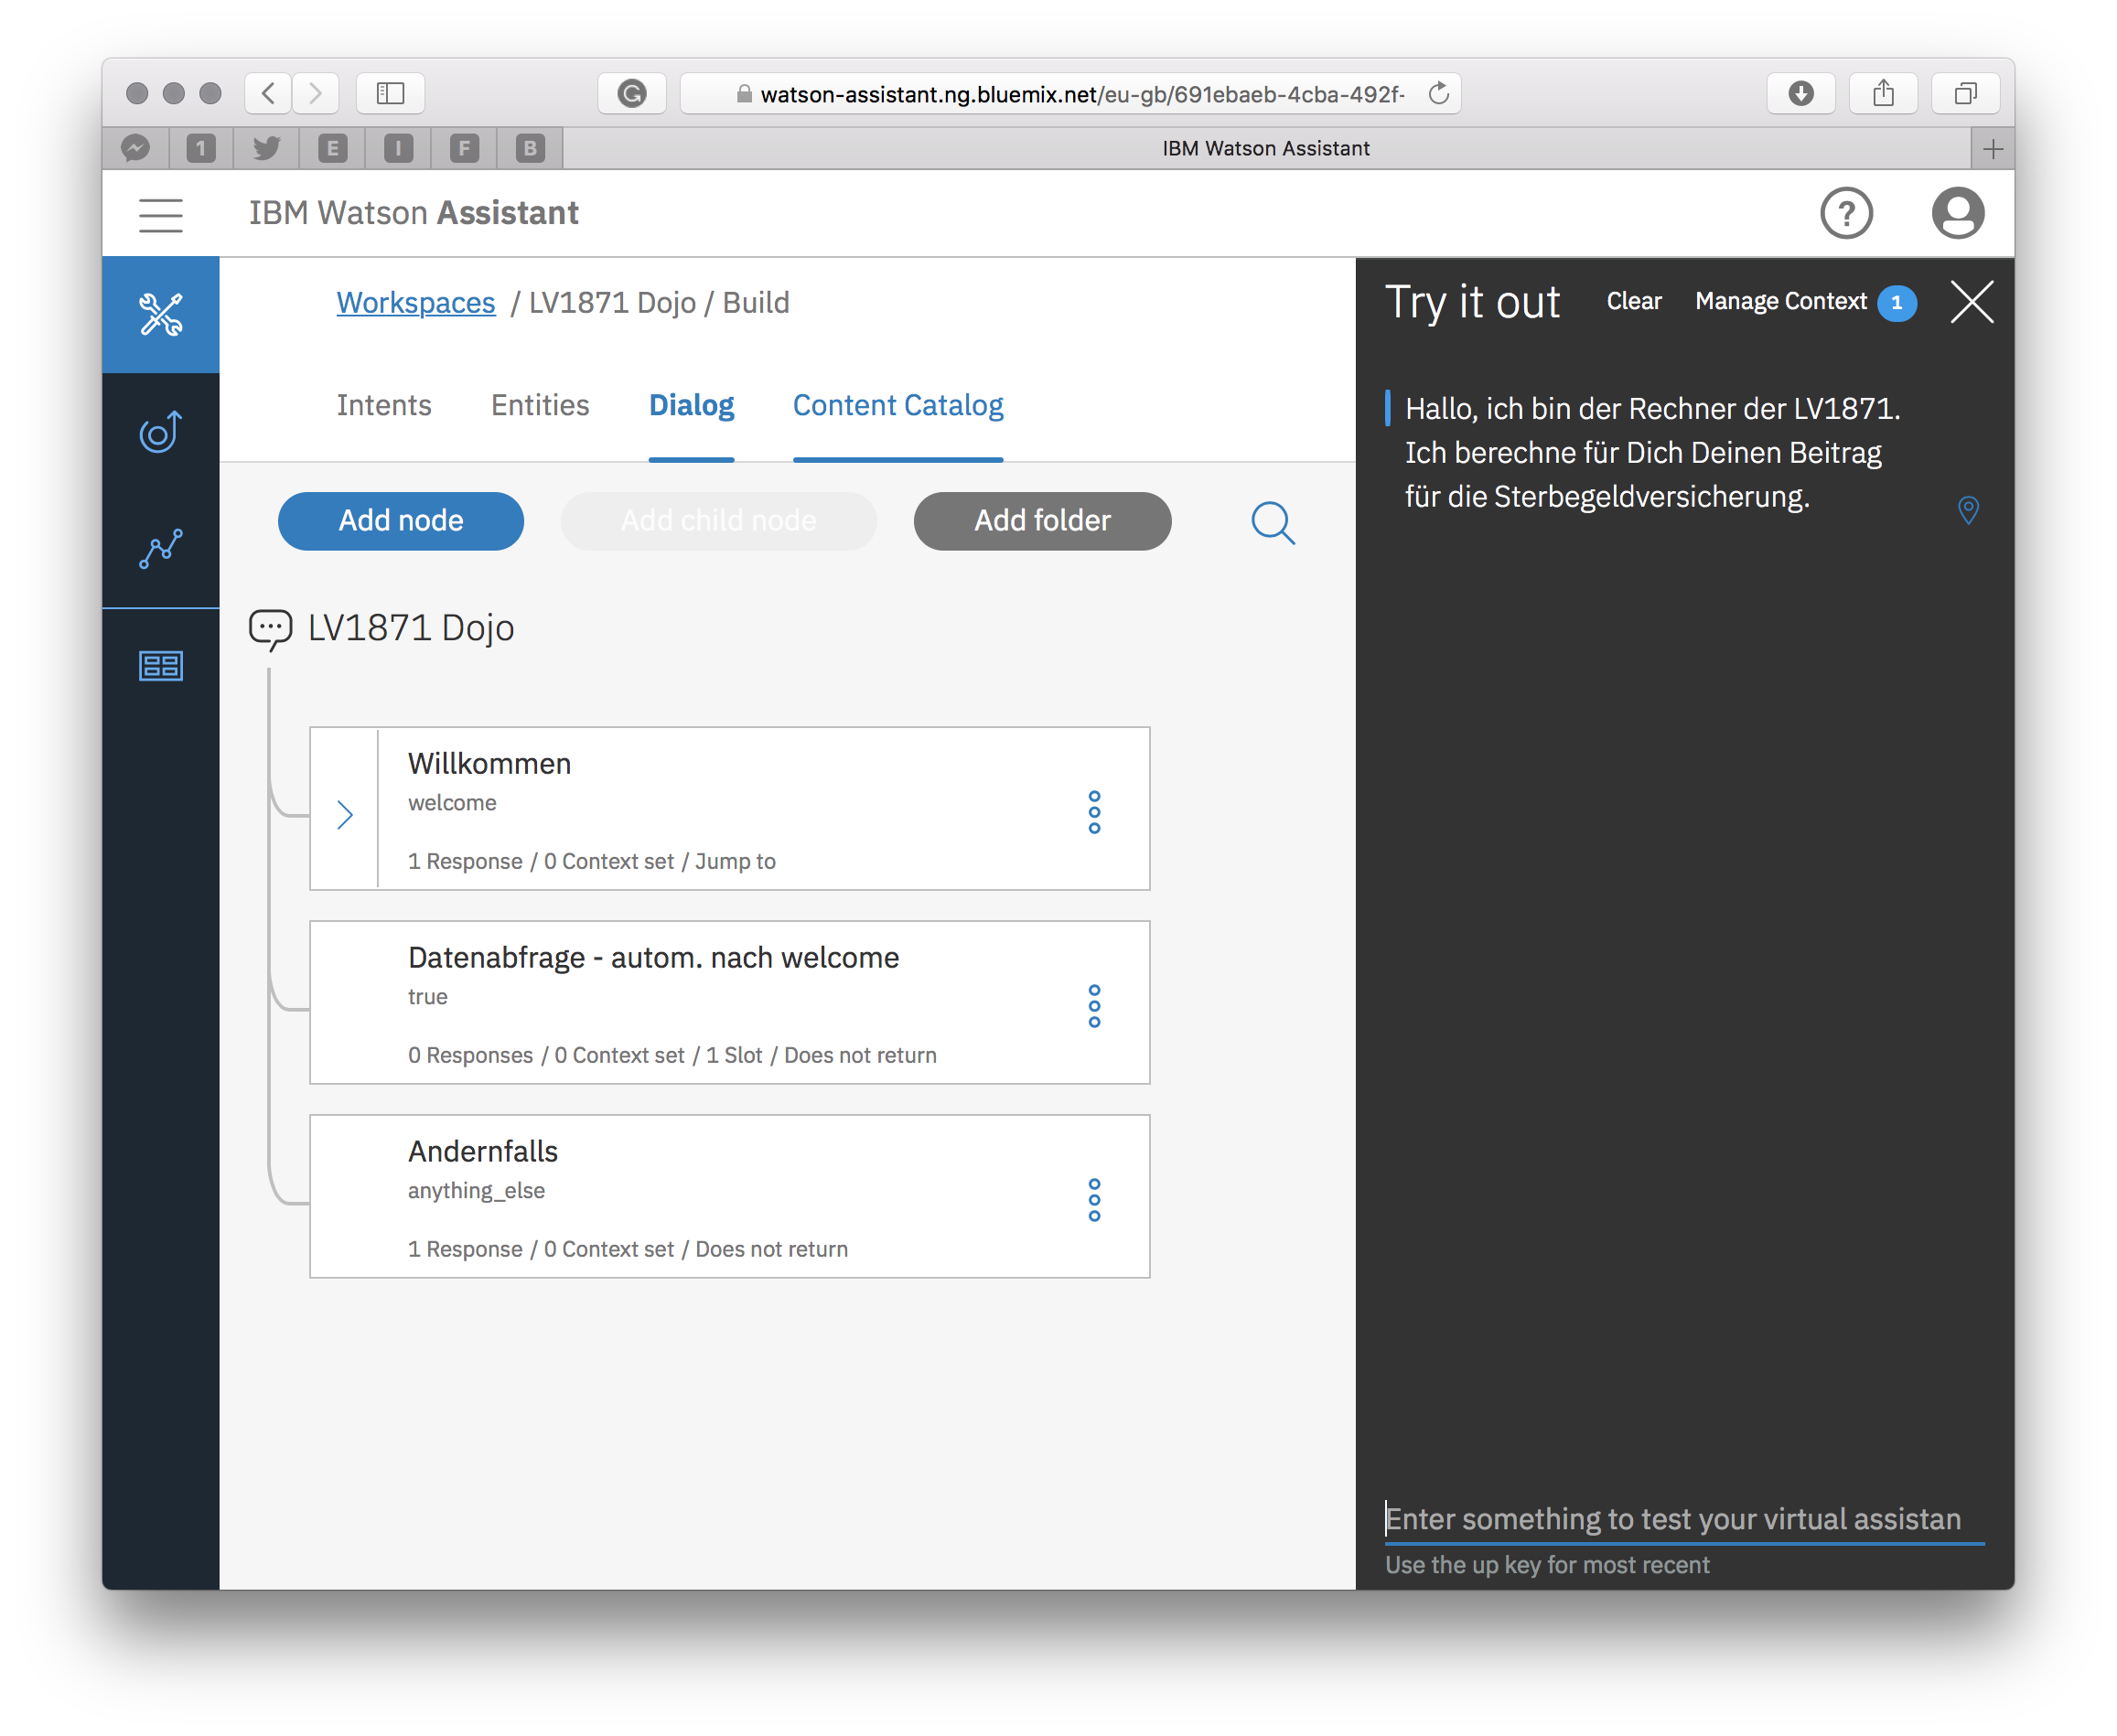 watson-assistant.ng.bluemix.net/eu-gb/691ebaeb-4cba-492f-
1 E I F B IBM Watson Assistant
IBM Watson Assistant ?
Workspaces / LV1871 Dojo / Build
Intents Entities Dialog Content Catalog
Add node Add child node Add folder
LV1871 Dojo
Willkommen
welcome
1 Response / 0 Context set / Jump to
Datenabfrage - autom. nach welcome
true
0 Responses / 0 Context set / 1 Slot / Does not return
Andernfalls
anything_else
1 Response / 0 Context set / Does not return
Try it out Clear Manage Context 1
Hallo, ich bin der Rechner der LV1871.
Ich berechne für Dich Deinen Beitrag
für die Sterbegeldversicherung.
Enter something to test your virtual assistan
Use the up key for most recent